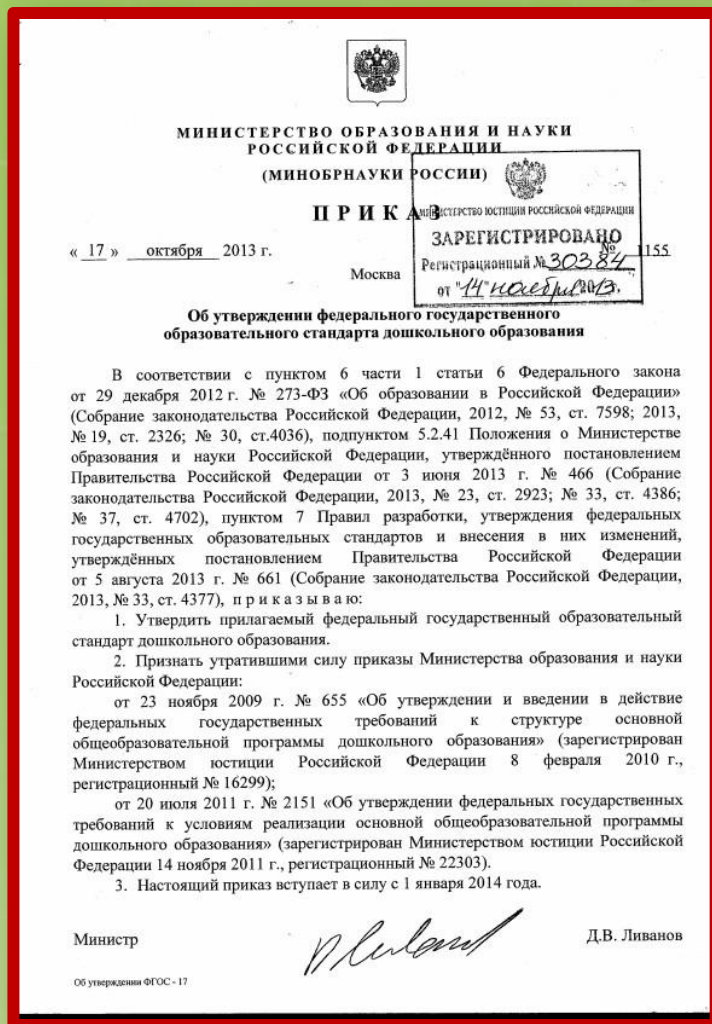 МИНИСТЕРСТВО ОБРАЗОВАНИЯ И НАУКИ
РОССИЙСКОЙ ФЕДЕРАЦИИ
(МИНОБРНАУКИ РОССИИ)
ПРИКАЗ
МИНИСТЕРСТВО ЮСТИЦИИ РОССИЙСКОЙ ФЕДЕРАЦИИ
ЗАРЕГИСТРИРОВАНО
Регистрационный № 30384
от "14" ноября 2013.
« 17 » октября 2013 г.
№ 1155
Москва
Об утверждении федерального государственного
образовательного стандарта дошкольного образования
В соответствии с пунктом 6 части 1 статьи 6 Федерального закона
от 29 декабря 2012 г. № 273-ФЗ «Об образовании в Российской Федерации»
(Собрание законодательства Российской Федерации, 2012, № 53, ст. 7598; 2013,
№ 19, ст. 2326; № 30, ст.4036), подпунктом 5.2.41 Положения о Министерстве
образования и науки Российской Федерации, утверждённого постановлением
Правительства Российской Федерации от 3 июня 2013 г. № 466 (Собрание
законодательства Российской Федерации, 2013, № 23, ст. 2923; № 33, ст. 4386;
№ 37, ст. 4702), пунктом 7 Правил разработки, утверждения федеральных
государственных образовательных стандартов и внесения в них изменений,
утверждённых постановлением Правительства Российской Федерации
от 5 августа 2013 г. № 661 (Собрание законодательства Российской Федерации,
2013, № 33, ст. 4377), приказываю:
1. Утвердить прилагаемый федеральный государственный образовательный
стандарт дошкольного образования.
2. Признать утратившими силу приказы Министерства образования и науки
Российской Федерации:
от 23 ноября 2009 г. № 655 «Об утверждении и введении в действие
федеральных государственных требований к структуре основной
общеобразовательной программы дошкольного образования» (зарегистрирован
Министерством юстиции Российской Федерации 8 февраля 2010 г.,
регистрационный № 16299);
от 20 июля 2011 г. № 2151 «Об утверждении федеральных государственных
требований к условиям реализации основной общеобразовательной программы
дошкольного образования» (зарегистрирован Министерством юстиции Российской
Федерации 14 ноября 2011 г., регистрационный № 22303).
3. Настоящий приказ вступает в силу с 1 января 2014 года.
Министр
Д.В. Ливанов
Об утверждении ФГОС - 17